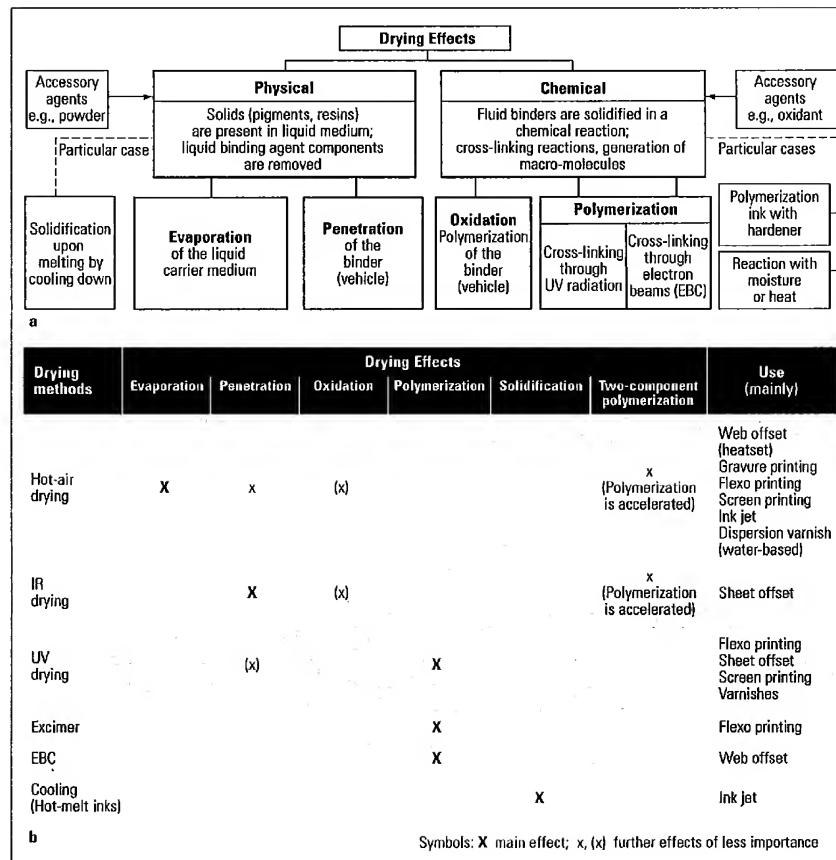 Drying Effects
Accessory
agents
e.g., powder
Physical
Solids (pigments, resins)
are present in liquid medium;
liquid binding agent components
are removed
Chemical
Fluid binders are solidified in a
chemical reaction;
cross-linking reactions, generation of
macro-molecules
Accessory
agents
e.g., oxidant
Particular case
Particular cases
Solidification
upon
melting by
cooling down
Evaporation
of the liquid
carrier medium
Penetration
of the
binder
(vehicle)
Oxidation
Polymerization
of the
binder
(vehicle)
Polymerization
Cross-linking
through
UV radiation
Cross-linking
through
electron
beams (EBC)
Polymerization
ink with
hardener
Reaction with
moisture
or heat
a
Drying
methods
Drying Effects
Evaporation Penetration Oxidation Polymerization Solidification Two-component
polymerization
Use
(mainly)
Hot-air
drying
X x (x) x
(Polymerization
is accelerated)
Web offset
(heatset)
Gravure printing
Flexo printing
Screen printing
Ink jet
Dispersion varnish
(water-based)
IR
drying
X (x) x
(Polymerization
is accelerated)
Sheet offset
UV
drying
(x) X
Flexo printing
Sheet offset
Screen printing
Varnishes
Excimer X Flexo printing
EBC X Web offset
Cooling
(Hot-melt inks)
X Ink jet
b
Symbols: X main effect; x, (x) further effects of less importance